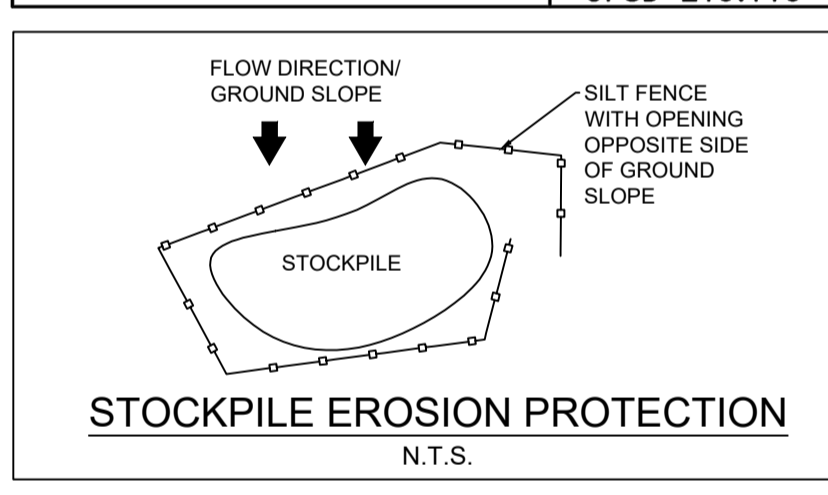 FLOW DIRECTION/
GROUND SLOPE
SILT FENCE
WITH OPENING
OPPOSITE SIDE
OF GROUND
SLOPE
STOCKPILE
STOCKPILE EROSION PROTECTION
N.T.S.